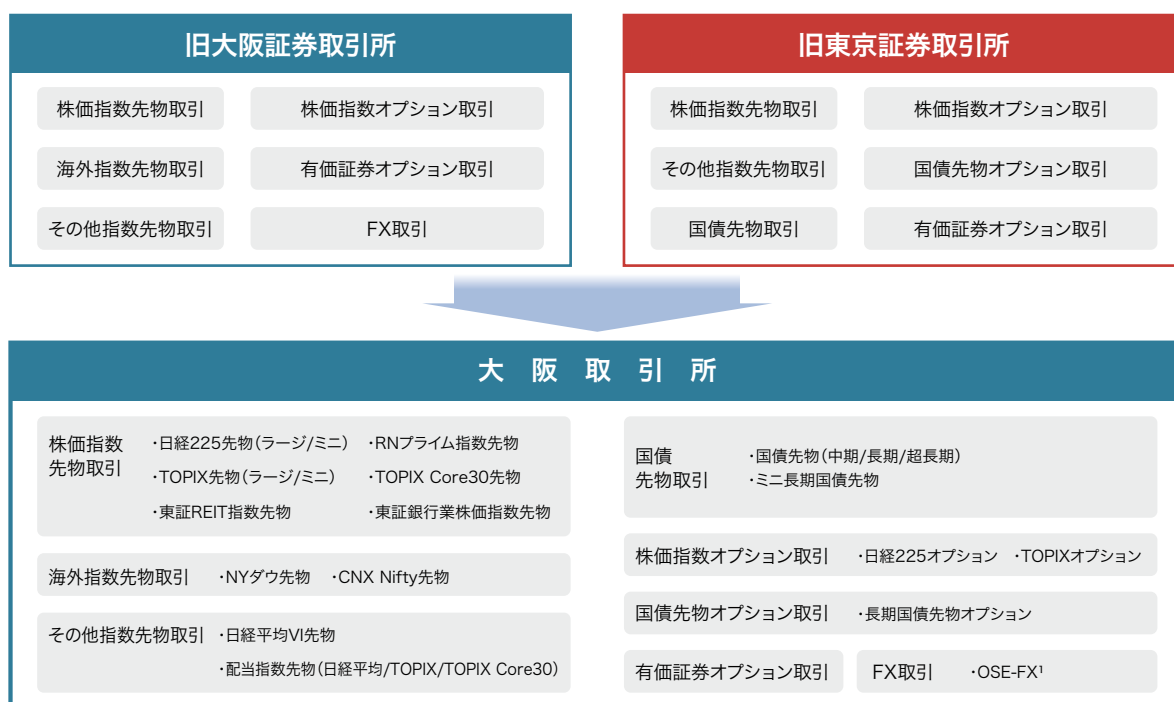 旧大阪証券取引所
株価指数先物取引 株価指数オプション取引
海外指数先物取引 有価証券オプション取引
その他指数先物取引 FX取引
旧東京証券取引所
株価指数先物取引 株価指数オプション取引
その他指数先物取引 国債先物オプション取引
国債先物取引 有価証券オプション取引
大阪取引所
株価指数
先物取引
・日経225先物(ラージ/ミニ) ・RNプライム指数先物
・TOPIX先物(ラージ/ミニ) ・TOPIX Core30先物
・東証REIT指数先物 ・東証銀行業株価指数先物
海外指数先物取引 ・NYダウ先物 ・CNX Nifty先物
その他指数先物取引 ・日経平均VI先物
・配当指数先物(日経平均/TOPIX/TOPIX Core30)
国債
先物取引
・国債先物(中期/長期/超長期)
・ミニ長期国債先物
株価指数オプション取引 ・日経225オプション ・TOPIXオプション
国債先物オプション取引 ・長期国債先物オプション
有価証券オプション取引
FX取引 ・OSE-FX¹